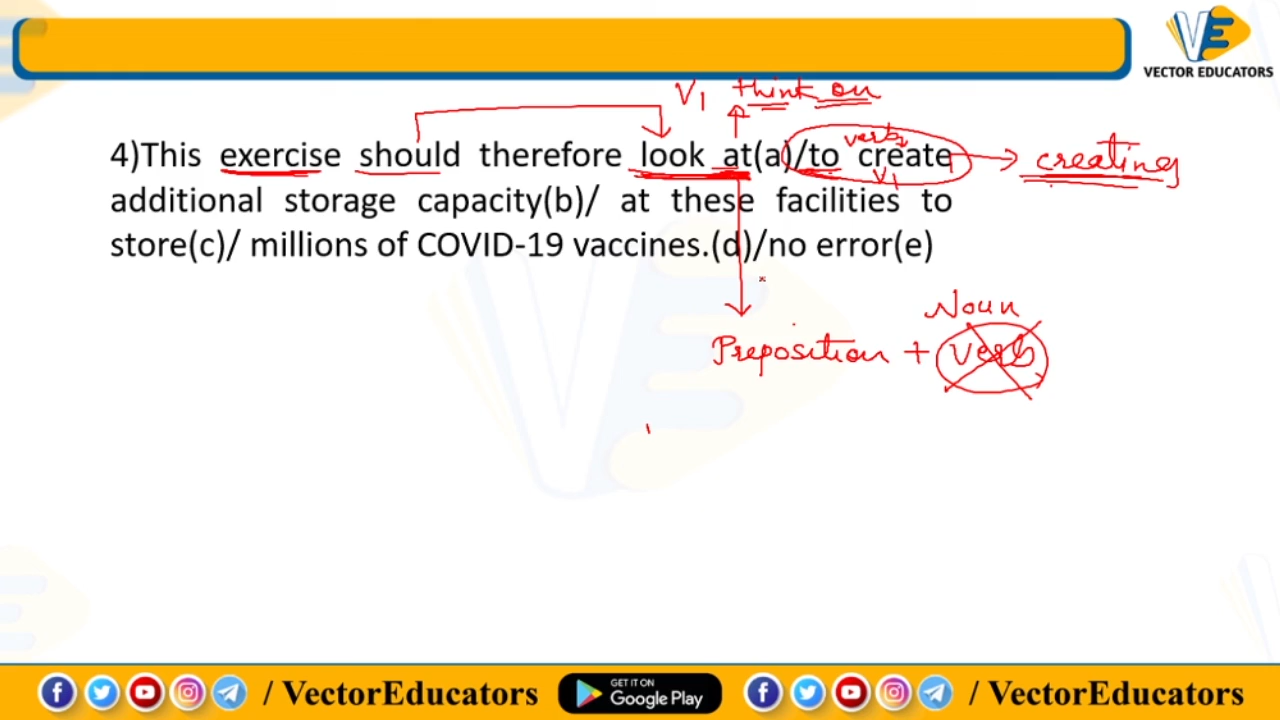 VECTOR EDUCATORS
V1 think on
4)This exercise should therefore look at(a)/to create
verb
V1
creating
additional storage capacity(b)/ at these facilities to
store(c)/ millions of COVID-19 vaccines.(d)/no error(e)
Noun
Preposition + verb
/ VectorEducators
GET IT ON
Google Play
/ VectorEducators